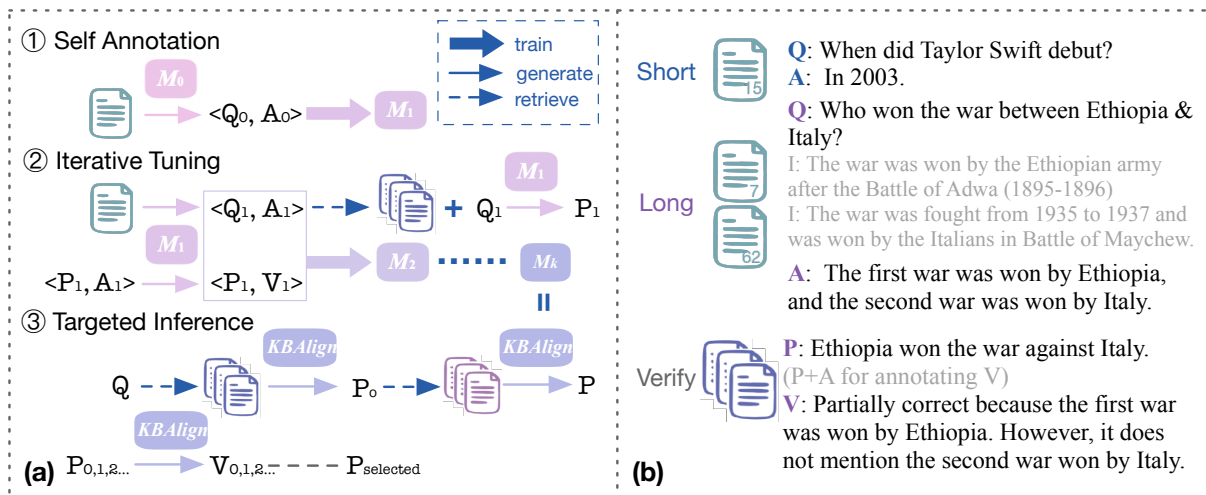 ① Self Annotation
train
generate
retrieve
M₀
<Q₀, A₀>
M₁
② Iterative Tuning
<Q₁, A₁>
+ Q₁
M₁
P₁
M₁
<P₁, A₁>
<P₁, V₁>
M₂
......
Mₖ
=
③ Targeted Inference
KBAlign
KBAlign
Q
P₀
P
KBAlign
P₀,₁,₂...
V₀,₁,₂...
P selected
(a)
Short
15
Q: When did Taylor Swift debut?
A: In 2003.
Long
7
62
Q: Who won the war between Ethiopia &
Italy?
I: The war was won by the Ethiopian army
after the Battle of Adwa (1895-1896)
I: The war was fought from 1935 to 1937 and
was won by the Italians in Battle of Maychew.
A: The first war was won by Ethiopia,
and the second war was won by Italy.
Verify
P: Ethiopia won the war against Italy.
(P+A for annotating V)
V: Partially correct because the first war
was won by Ethiopia. However, it does
not mention the second war won by Italy.
(b)